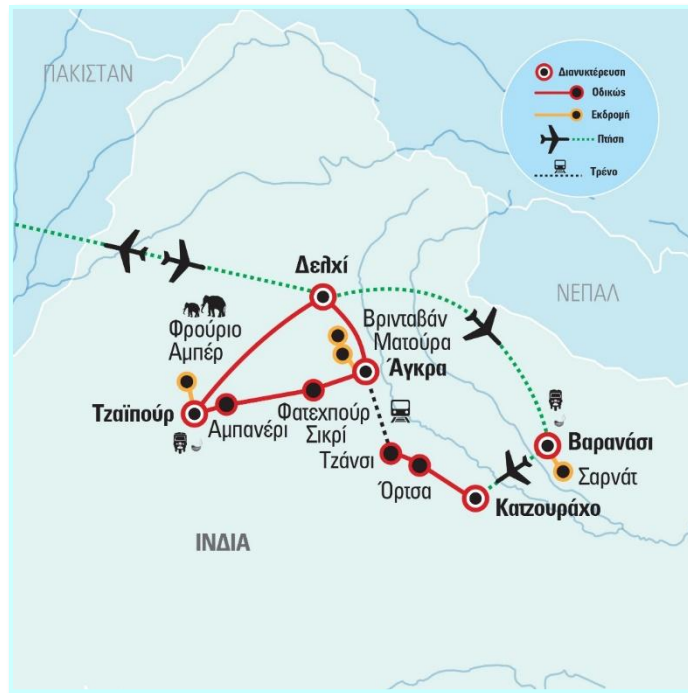 ΠΑΚΙΣΤΑΝ
Διανυκτέρευση
Οδικώς
Εκδρομή
Πτήση
Τρένο
Δελχί
ΝΕΠΑΛ
Φρούριο
Αμπέρ
Βρινταβάν
Ματούρα
Άγκρα
Τζαϊπούρ
Αμπανέρι
Φατεχπούρ
Σικρί
Τζάνσι
Όρτσα
Βαρανάσι
Σαρνάτ
Κατζουράχο
ΙΝΔΙΑ